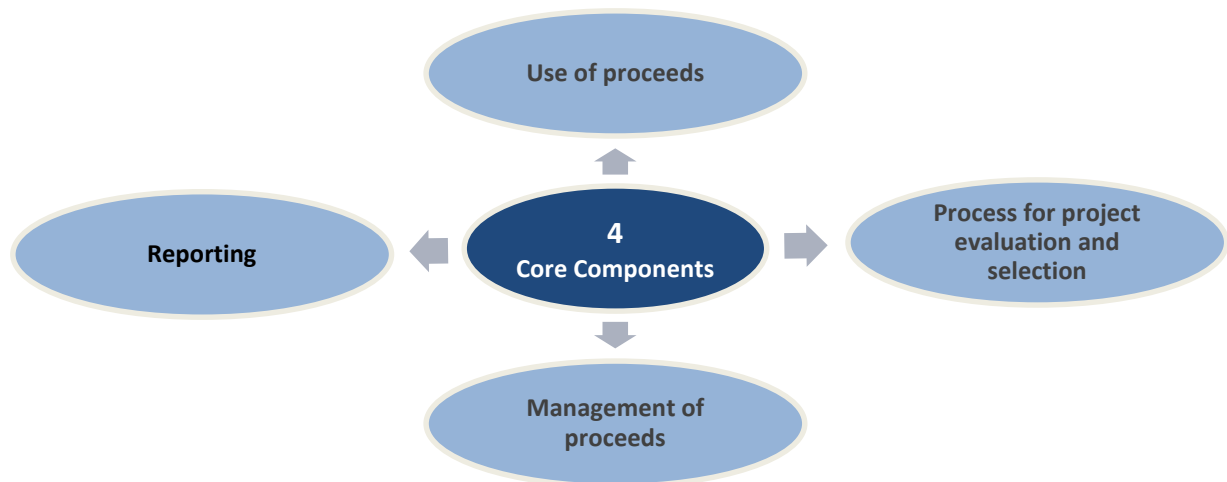 Use of proceeds
Reporting
4
Core Components
Process for project
evaluation and
selection
Management of
proceeds